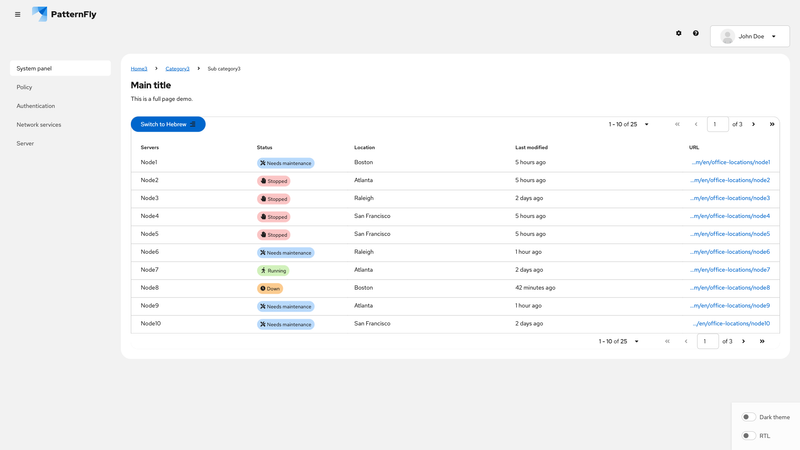 PatternFly
John Doe
System panel
Policy
Authentication
Network services
Server
Home3 Category3 Sub category3
Main title
This is a full page demo.
Switch to Hebrew 1 - 10 of 25 1 of 3
Servers Status Location Last modified URL
Node1 Needs maintenance Boston 5 hours ago ...m/en/office-locations/node1
Node2 Stopped Atlanta 5 hours ago ...m/en/office-locations/node2
Node3 Stopped Raleigh 2 days ago ...m/en/office-locations/node3
Node4 Stopped San Francisco 5 hours ago ...m/en/office-locations/node4
Node5 Stopped San Francisco 5 hours ago ...m/en/office-locations/node5
Node6 Needs maintenance Raleigh 1 hour ago ...m/en/office-locations/node6
Node7 Running Atlanta 2 days ago ...m/en/office-locations/node7
Node8 Down Boston 42 minutes ago ...m/en/office-locations/node8
Node9 Needs maintenance Atlanta 1 hour ago ...m/en/office-locations/node9
Node10 Needs maintenance San Francisco 2 days ago .../en/office-locations/node10
1 - 10 of 25 1 of 3
Dark theme
RTL